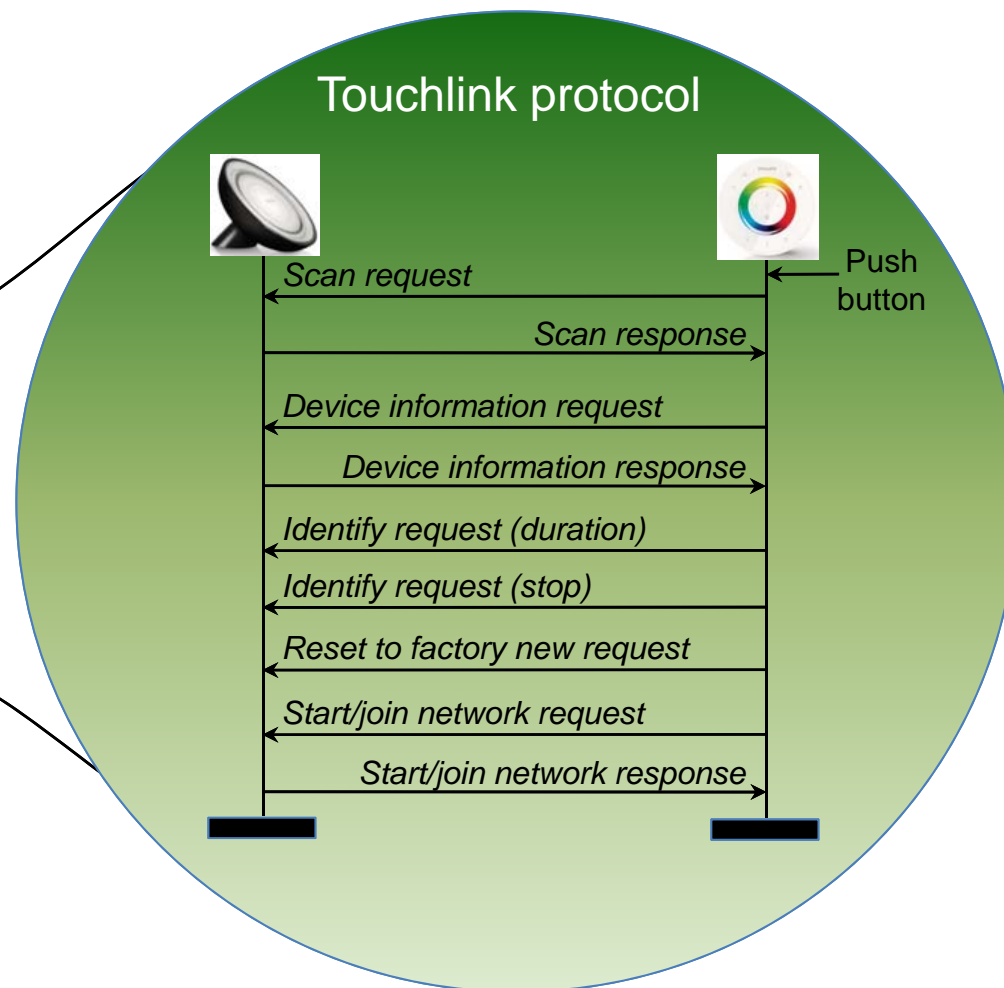 Touchlink protocol
Push
button
Scan request
Scan response
Device information request
Device information response
Identify request (duration)
Identify request (stop)
Reset to factory new request
Start/join network request
Start/join network response